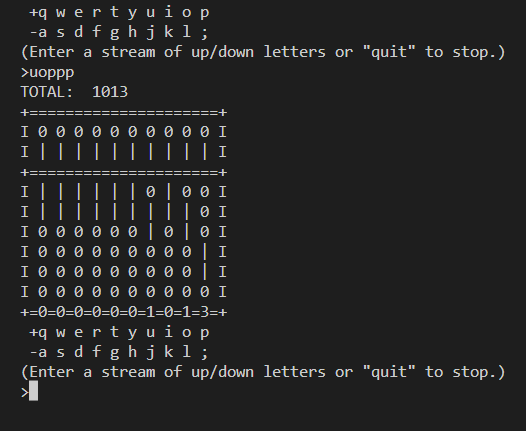 +q w e r t y u i o p
 -a s d f g h j k l ;
(Enter a stream of up/down letters or "quit" to stop.)
>uoppp
TOTAL:  1013
+=====================+
I 0 0 0 0 0 0 0 0 0 0 I
I | | | | | | | | | | I
+=====================+
I | | | | | | 0 | 0 0 I
I | | | | | | | | | 0 I
I 0 0 0 0 0 0 | 0 | 0 I
I 0 0 0 0 0 0 0 0 0 | I
I 0 0 0 0 0 0 0 0 0 | I
I 0 0 0 0 0 0 0 0 0 0 I
+=0=0=0=0=0=0=1=0=1=3=+
 +q w e r t y u i o p
 -a s d f g h j k l ;
(Enter a stream of up/down letters or "quit" to stop.)
>